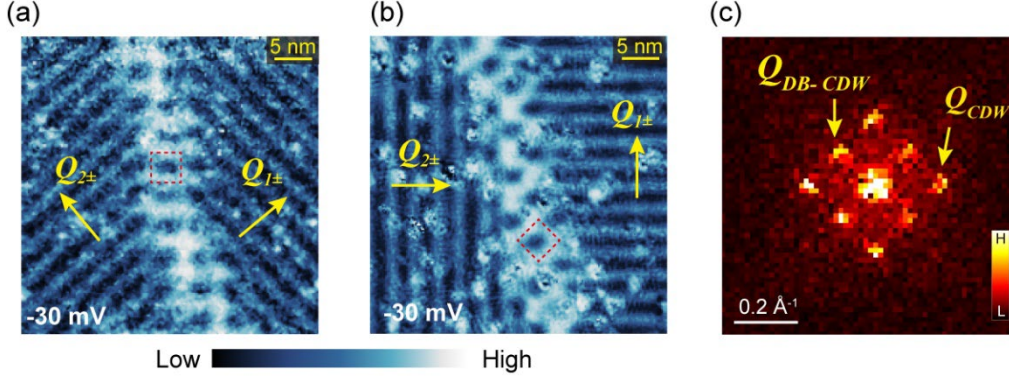 (a)
(b)
(c)
5 nm
Q2±
Q1±
-30 mV
5 nm
Q2±
Q1±
-30 mV
Low
High
QDB-CDW
QCDW
0.2 Å-1
H
L